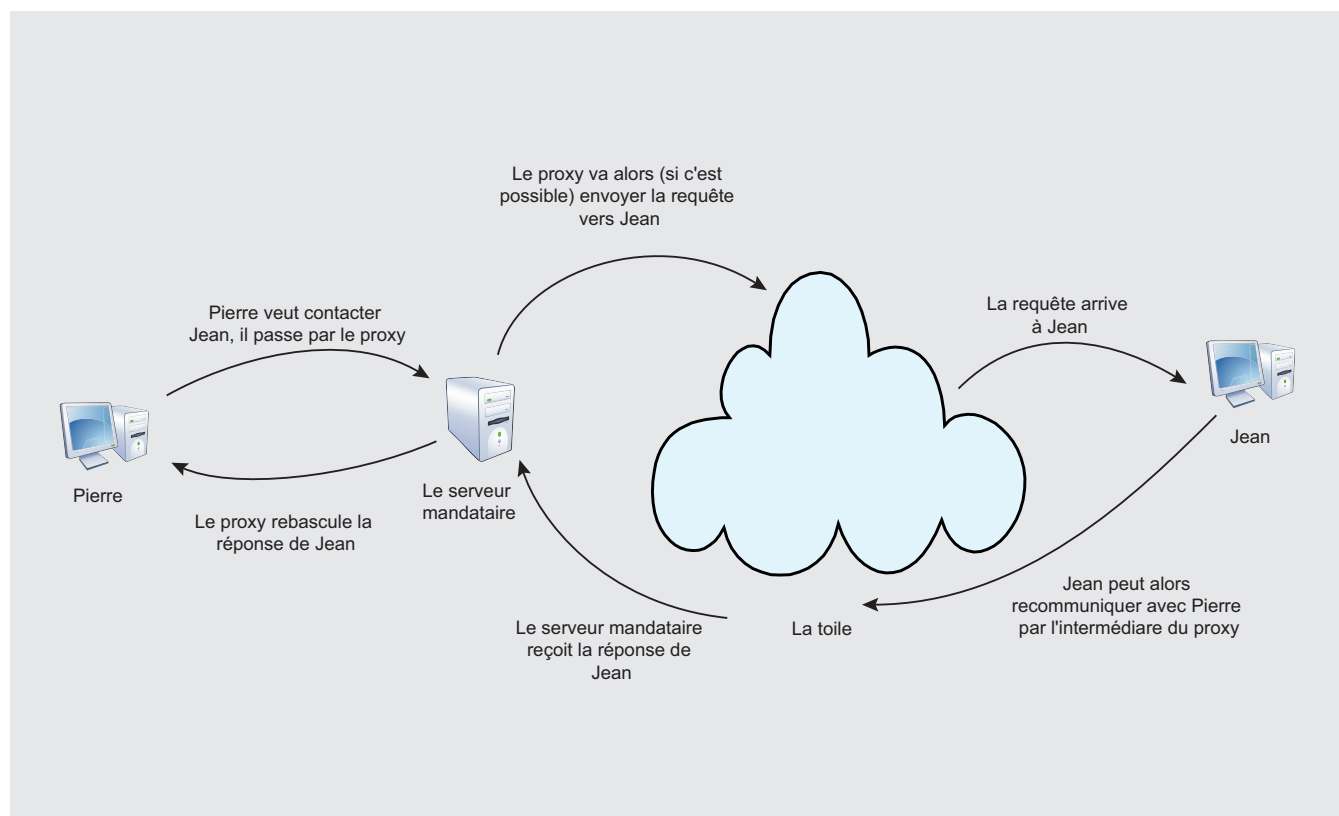 Le proxy va alors (si c'est
possible) envoyer la requête
vers Jean
Pierre veut contacter
Jean, il passe par le proxy
La requête arrive
à Jean
Pierre
Le serveur
mandataire
Jean
Le proxy rebascule la
réponse de Jean
Le serveur mandataire
reçoit la réponse de
Jean
La toile
Jean peut alors
recommuniquer avec Pierre
par l'intermédiare du proxy